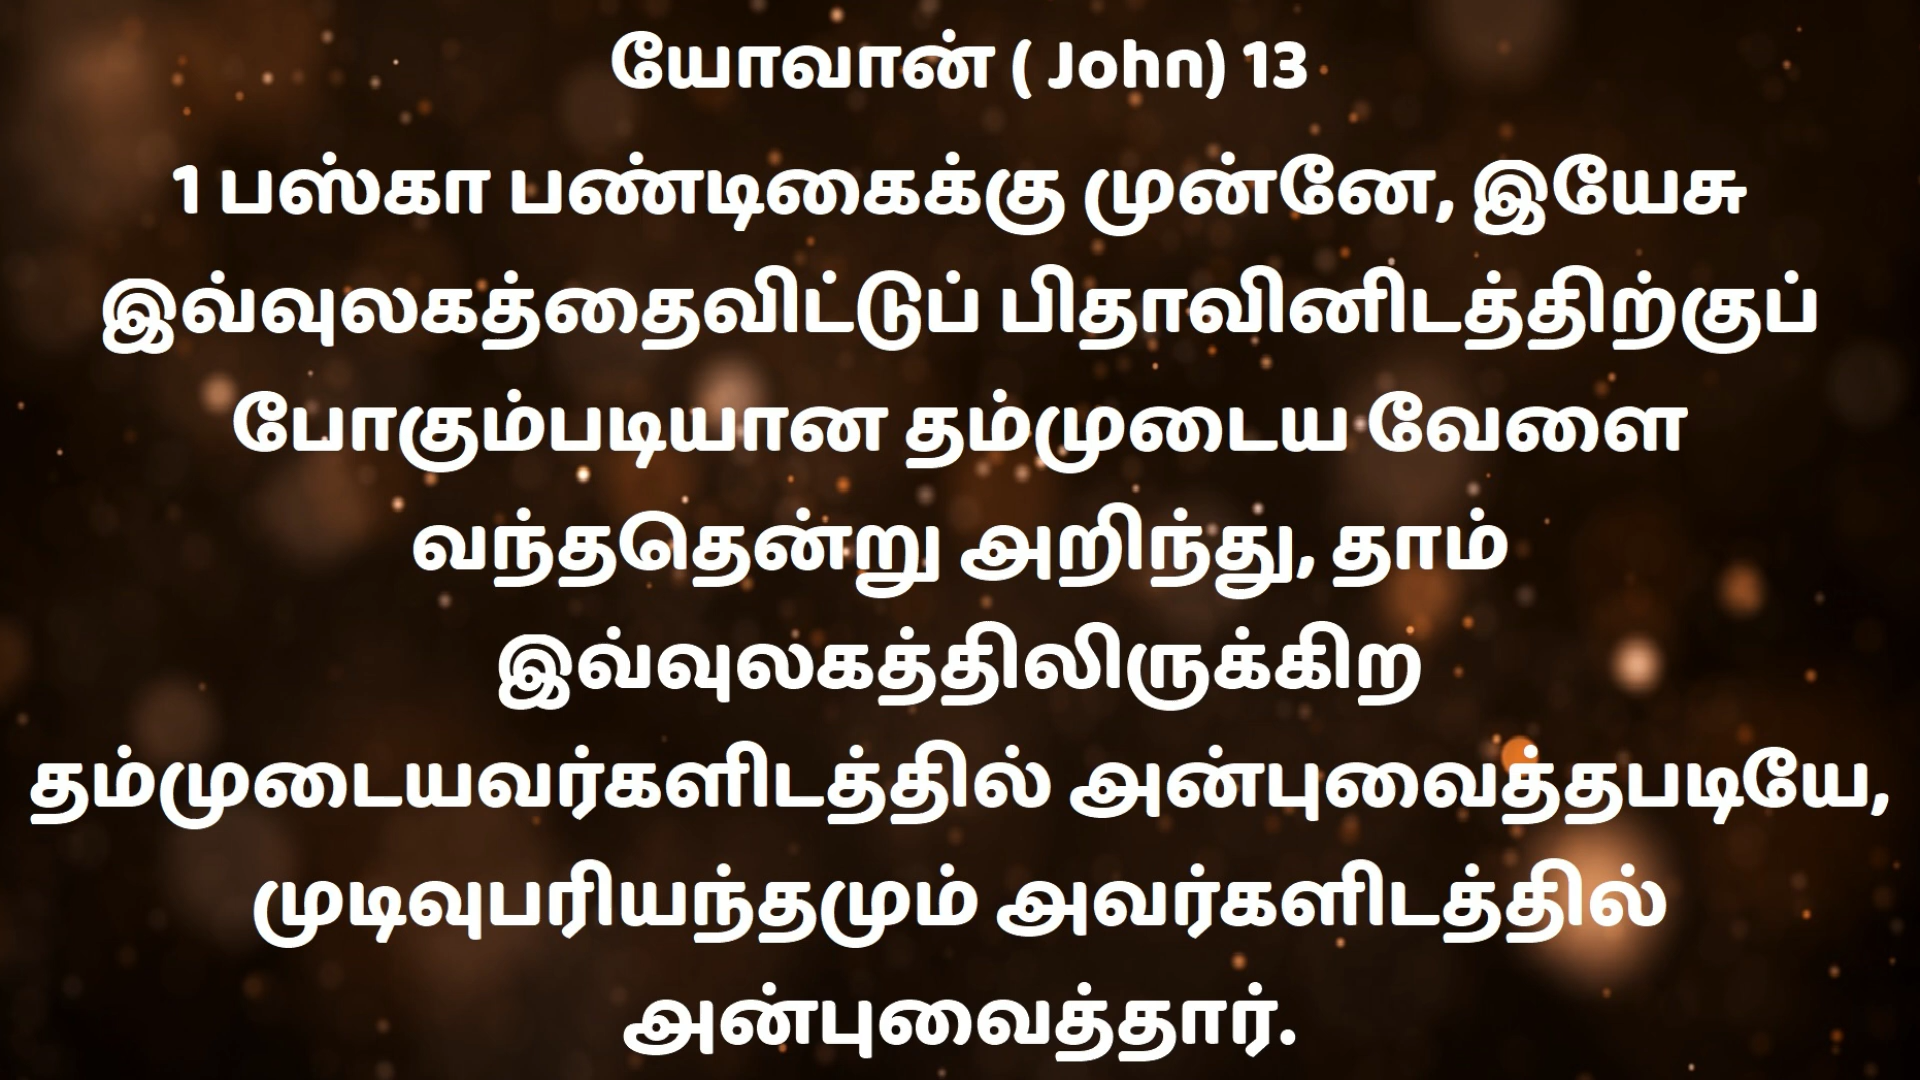 யோவான் ( John) 13
1 பஸ்கா பண்டிகைக்கு முன்னே, இயேசு
இவ்வுலகத்தைவிட்டுப் பிதாவினிடத்திற்குப்
போகும்படியான தம்முடைய வேளை
வந்ததென்று அறிந்து, தாம்
இவ்வுலகத்திலிருக்கிற
தம்முடையவர்களிடத்தில் அன்புவைத்தபடியே,
முடிவுபரியந்தமும் அவர்களிடத்தில்
அன்புவைத்தார்.